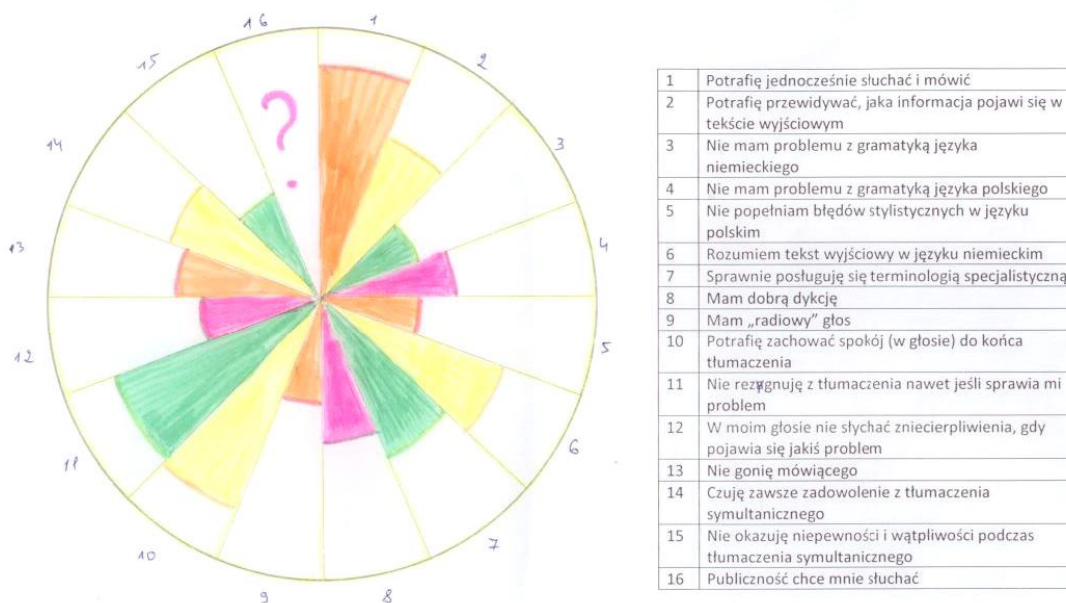 16
1
15
2
14
3
13
4
12
5
11
6
10
7
9
8
?
1 Potrafię jednocześnie słuchać i mówić
2 Potrafię przewidywać, jaka informacja pojawi się w
tekście wyjściowym
3 Nie mam problemu z gramatyką języka
niemieckiego
4 Nie mam problemu z gramatyką języka polskiego
5 Nie popełniam błędów stylistycznych w języku
polskim
6 Rozumiem tekst wyjściowy w języku niemieckim
7 Sprawnie posługuję się terminologią specjalistyczną
8 Mam dobrą dykcję
9 Mam „radiowy” głos
10 Potrafię zachować spokój (w głosie) do końca
tłumaczenia
11 Nie rezygnuję z tłumaczenia nawet jeśli sprawia mi
problem
12 W moim głosie nie słychać zniecierpliwienia, gdy
pojawia się jakiś problem
13 Nie gonię mówiącego
14 Czuję zawsze zadowolenie z tłumaczenia
symultanicznego
15 Nie okazuję niepewności i wątpliwości podczas
tłumaczenia symultanicznego
16 Publiczność chce mnie słuchać